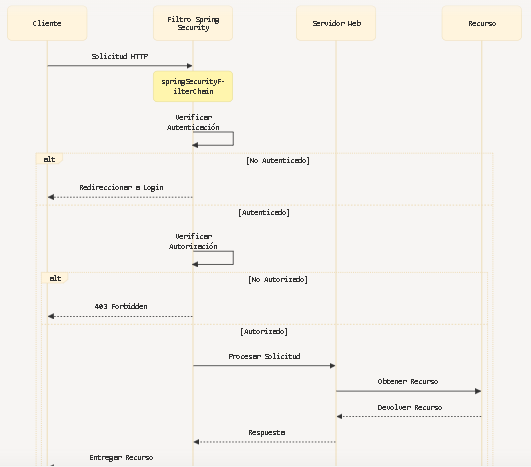 Cliente
Filtro Spring
Security
Servidor Web
Recurso
Solicitud HTTP
springSecurityF-
ilterChain
Verificar
Autenticación
alt
[No Autenticado]
Redireccionar a Login
[Autenticado]
Verificar
Autorización
alt
[No Autorizado]
403 Forbidden
[Autorizado]
Procesar Solicitud
Obtener Recurso
Devolver Recurso
Respuesta
Entregar Recurso